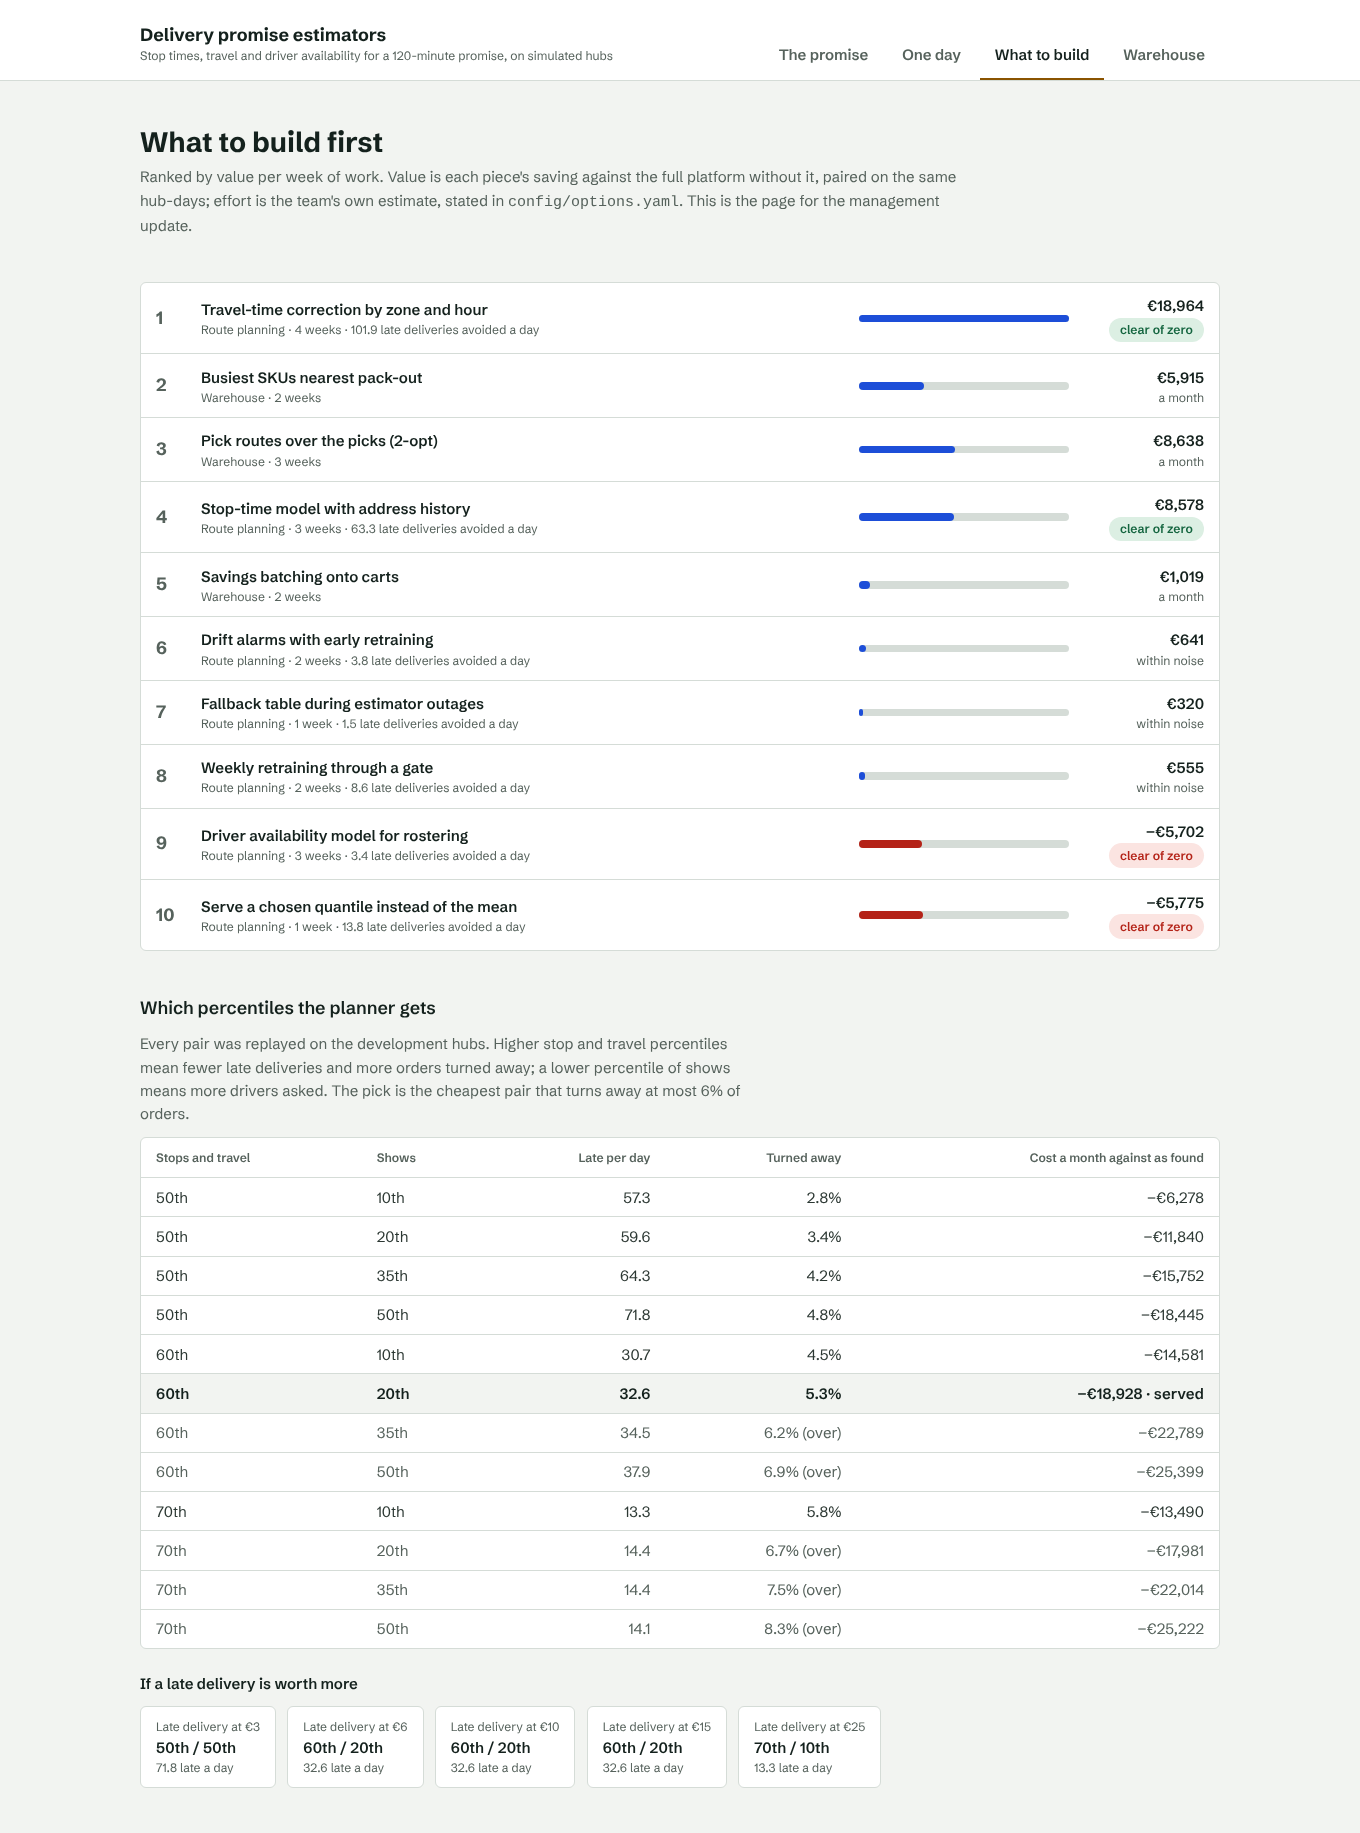 Delivery promise estimators
Stop times, travel and driver availability for a 120-minute promise, on simulated hubs
The promise
One day
What to build
Warehouse
What to build first
Ranked by value per week of work. Value is each piece's saving against the full platform without it, paired on the same
hub-days; effort is the team's own estimate, stated in config/options.yaml. This is the page for the management
update.
1
Travel-time correction by zone and hour
Route planning · 4 weeks · 101.9 late deliveries avoided a day
€18,964
clear of zero
2
Busiest SKUs nearest pack-out
Warehouse · 2 weeks
€5,915
a month
3
Pick routes over the picks (2-opt)
Warehouse · 3 weeks
€8,638
a month
4
Stop-time model with address history
Route planning · 3 weeks · 63.3 late deliveries avoided a day
€8,578
clear of zero
5
Savings batching onto carts
Warehouse · 2 weeks
€1,019
a month
6
Drift alarms with early retraining
Route planning · 2 weeks · 3.8 late deliveries avoided a day
€641
within noise
7
Fallback table during estimator outages
Route planning · 1 week · 1.5 late deliveries avoided a day
€320
within noise
8
Weekly retraining through a gate
Route planning · 2 weeks · 8.6 late deliveries avoided a day
€555
within noise
9
Driver availability model for rostering
Route planning · 3 weeks · 3.4 late deliveries avoided a day
−€5,702
clear of zero
10
Serve a chosen quantile instead of the mean
Route planning · 1 week · 13.8 late deliveries avoided a day
−€5,775
clear of zero
Which percentiles the planner gets
Every pair was replayed on the development hubs. Higher stop and travel percentiles
mean fewer late deliveries and more orders turned away; a lower percentile of shows
means more drivers asked. The pick is the cheapest pair that turns away at most 6% of
orders.
Stops and travel Shows Late per day Turned away Cost a month against as found
50th 10th 57.3 2.8% −€6,278
50th 20th 59.6 3.4% −€11,840
50th 35th 64.3 4.2% −€15,752
50th 50th 71.8 4.8% −€18,445
60th 10th 30.7 4.5% −€14,581
60th 20th 32.6 5.3% −€18,928 · served
60th 35th 34.5 6.2% (over) −€22,789
60th 50th 37.9 6.9% (over) −€25,399
70th 10th 13.3 5.8% −€13,490
70th 20th 14.4 6.7% (over) −€17,981
70th 35th 14.4 7.5% (over) −€22,014
70th 50th 14.1 8.3% (over) −€25,222
If a late delivery is worth more
Late delivery at €3
50th / 50th
71.8 late a day
Late delivery at €6
60th / 20th
32.6 late a day
Late delivery at €10
60th / 20th
32.6 late a day
Late delivery at €15
60th / 20th
32.6 late a day
Late delivery at €25
70th / 10th
13.3 late a day